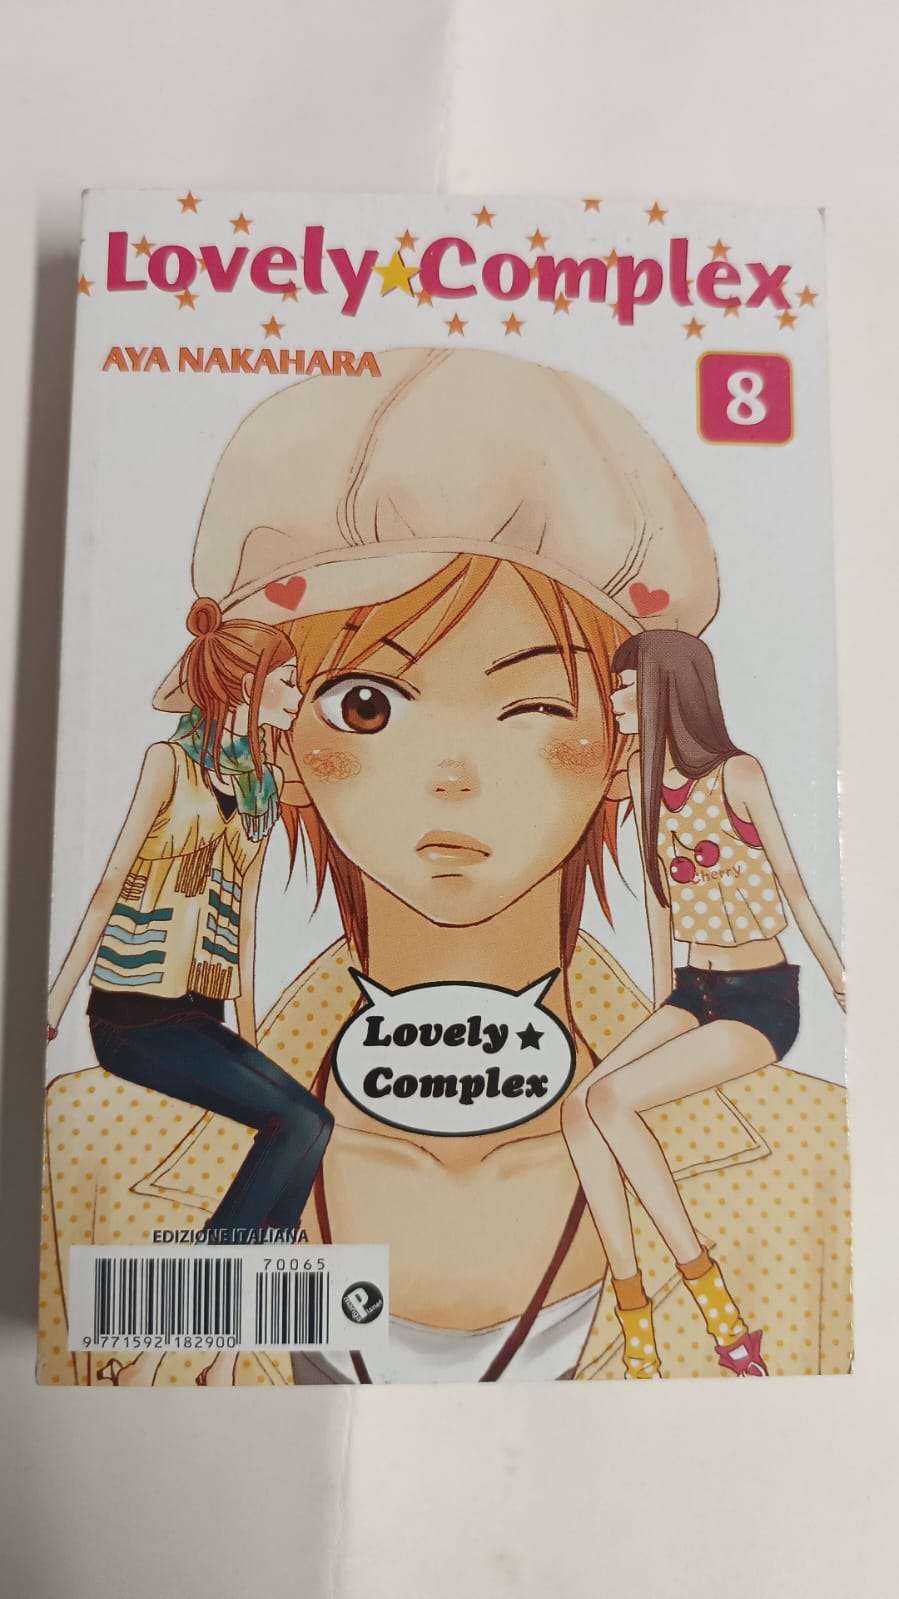 Lovely★Complex
AYA NAKAHARA
8
cherry
Lovely★
Complex
EDIZIONE ITALIANA
70065
9 771592 182900
P